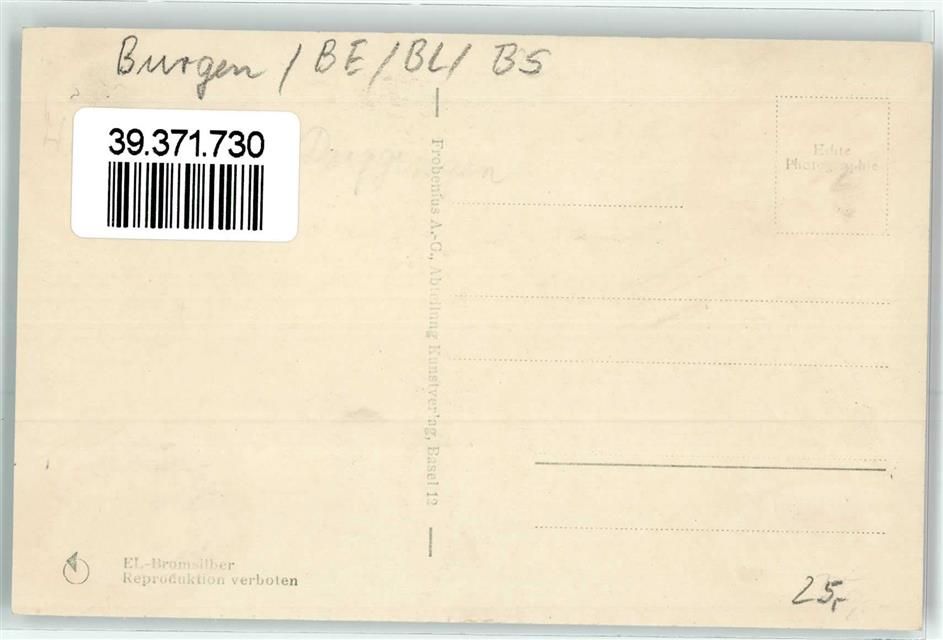 Burgen / BE / BL / BS
39.371.730
Duggingen
Echte
Photographie
Frobenius A.-G., Abteilung Kunstverlag, Basel 12
EL-Bromsilber
Reproduktion verboten
25,-